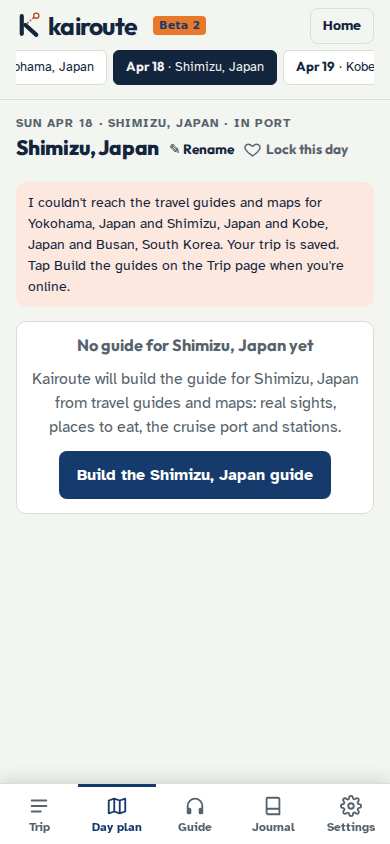 kairoute
Beta 2
Home
ohama, Japan
Apr 18 · Shimizu, Japan
Apr 19 · Kobe
SUN APR 18 · SHIMIZU, JAPAN · IN PORT
Shimizu, Japan
✎ Rename
Lock this day
I couldn't reach the travel guides and maps for
Yokohama, Japan and Shimizu, Japan and Kobe,
Japan and Busan, South Korea. Your trip is saved.
Tap Build the guides on the Trip page when you're
online.
No guide for Shimizu, Japan yet
Kairoute will build the guide for Shimizu, Japan
from travel guides and maps: real sights,
places to eat, the cruise port and stations.
Build the Shimizu, Japan guide
Trip
Day plan
Guide
Journal
Settings